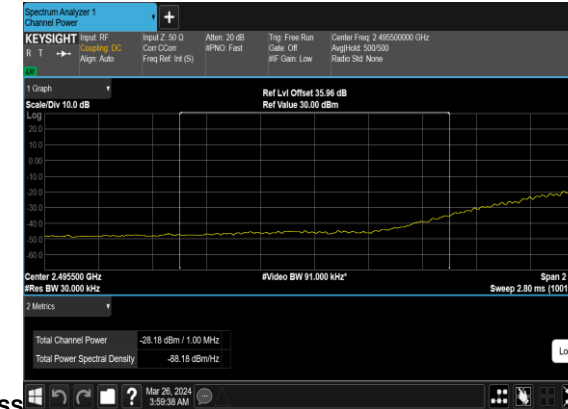 Spectrum Analyzer 1
Channel Power
KEYSIGHT
R T
LM
Input: RF
Coupling: DC
Align: Auto
Input Z: 50 Ω
Corr CCorr
Freq Ref: Int (S)
Atten: 20 dB
#PNO: Fast
Trig: Free Run
Gate: Off
#IF Gain: Low
Center Freq: 2.495500000 GHz
Avg|Hold: 500/500
Radio Std: None
1 Graph
Scale/Div 10.0 dB
Ref Lvl Offset 35.96 dB
Ref Value 30.00 dBm
Log
20.0
10.0
0.00
-10.0
-20.0
-30.0
-40.0
-50.0
-60.0
Center 2.495500 GHz
#Res BW 30.000 kHz
#Video BW 91.000 kHz*
Span 2
Sweep 2.80 ms (1001
2 Metrics
Total Channel Power -28.18 dBm / 1.00 MHz
Total Power Spectral Density -88.18 dBm/Hz
Lo
ss
?
Mar 26, 2024
3:59:38 AM